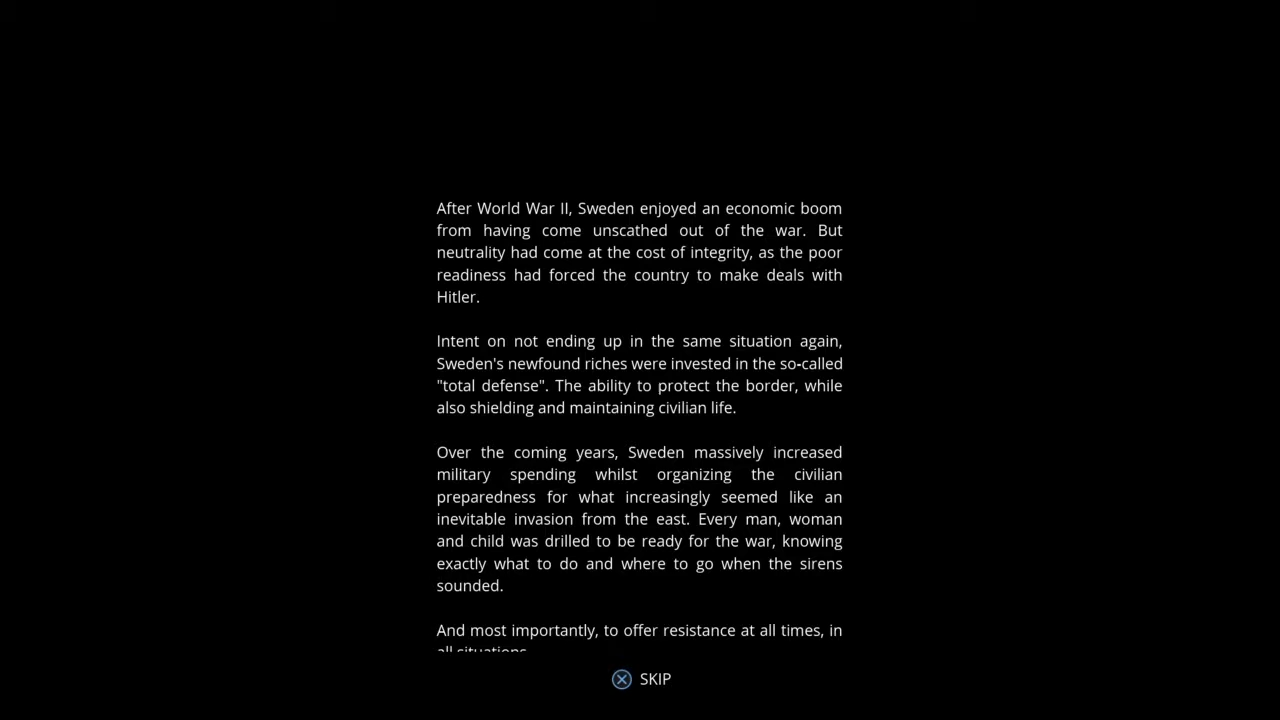 After World War II, Sweden enjoyed an economic boom
from having come unscathed out of the war. But
neutrality had come at the cost of integrity, as the poor
readiness had forced the country to make deals with
Hitler.
Intent on not ending up in the same situation again,
Sweden's newfound riches were invested in the so-called
"total defense". The ability to protect the border, while
also shielding and maintaining civilian life.
Over the coming years, Sweden massively increased
military spending whilst organizing the civilian
preparedness for what increasingly seemed like an
inevitable invasion from the east. Every man, woman
and child was drilled to be ready for the war, knowing
exactly what to do and where to go when the sirens
sounded.
And most importantly, to offer resistance at all times, in
all situations
SKIP